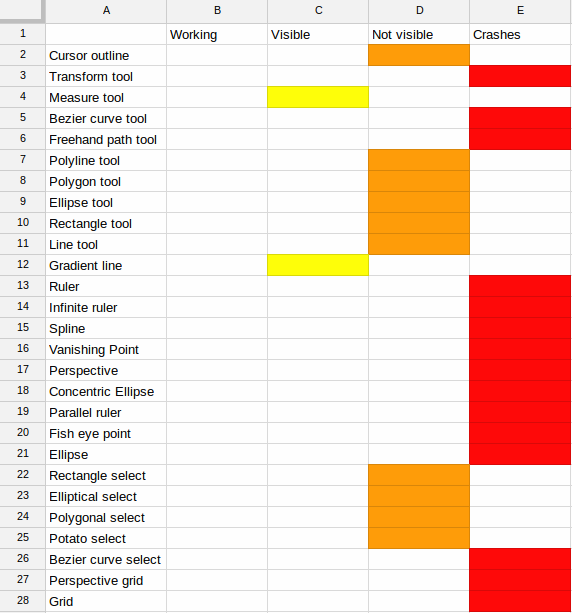 A B C D E
1 Working Visible Not visible Crashes
2 Cursor outline
3 Transform tool
4 Measure tool
5 Bezier curve tool
6 Freehand path tool
7 Polyline tool
8 Polygon tool
9 Ellipse tool
10 Rectangle tool
11 Line tool
12 Gradient line
13 Ruler
14 Infinite ruler
15 Spline
16 Vanishing Point
17 Perspective
18 Concentric Ellipse
19 Parallel ruler
20 Fish eye point
21 Ellipse
22 Rectangle select
23 Elliptical select
24 Polygonal select
25 Potato select
26 Bezier curve select
27 Perspective grid
28 Grid